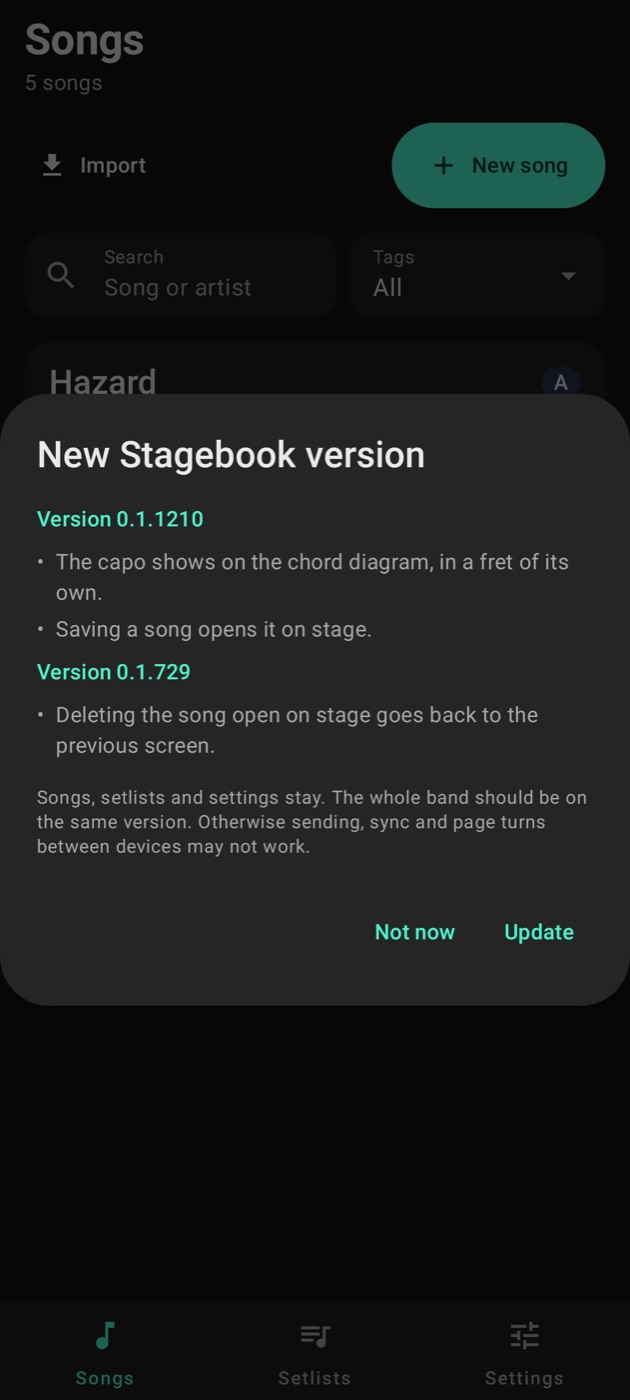 Songs
5 songs
Import
New song
Search
Song or artist
Tags
All
Hazard
A
New Stagebook version
Version 0.1.1210
• The capo shows on the chord diagram, in a fret of its
own.
• Saving a song opens it on stage.
Version 0.1.729
• Deleting the song open on stage goes back to the
previous screen.
Songs, setlists and settings stay. The whole band should be on
the same version. Otherwise sending, sync and page turns
between devices may not work.
Not now
Update
Songs
Setlists
Settings